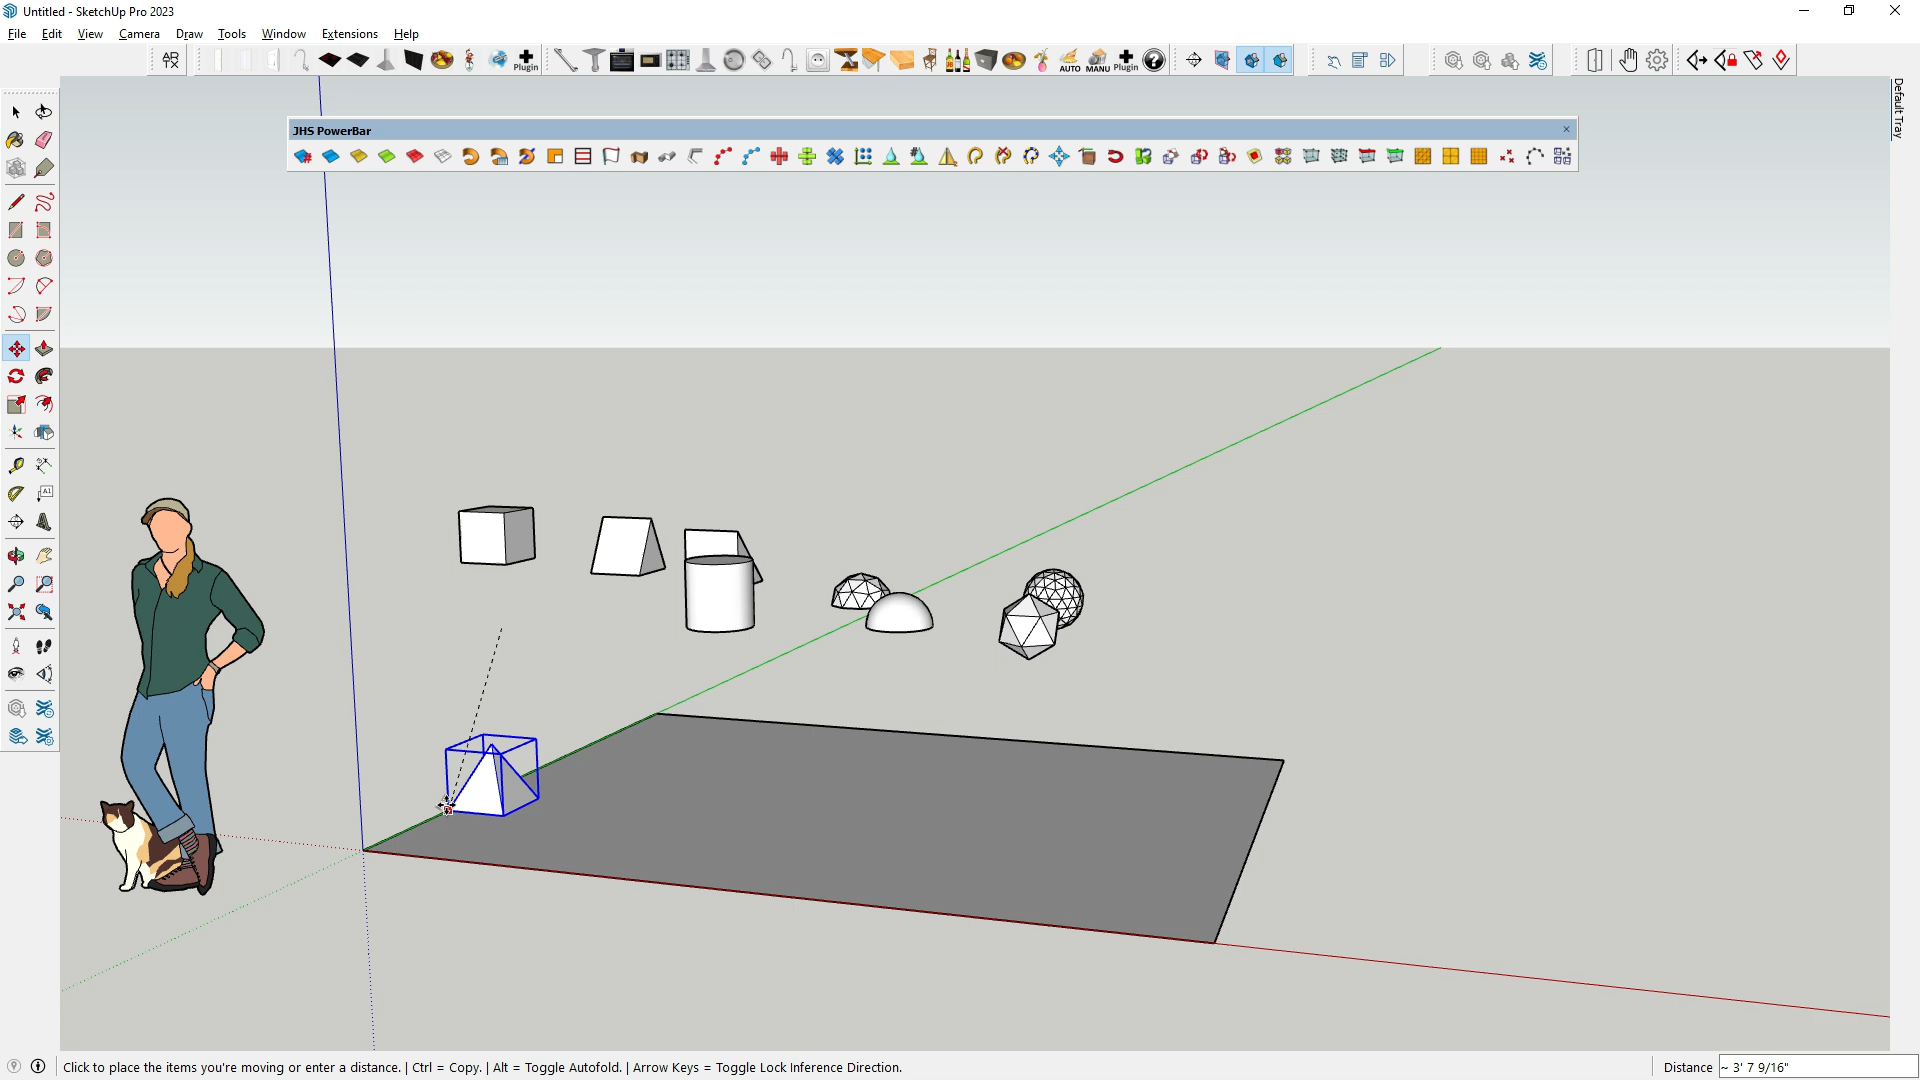 Untitled - SketchUp Pro 2023
File Edit View Camera Draw Tools Window Extensions Help
AR
Plugin
AUTO
MANU
Plugin
Default Tray
JHS PowerBar
A1
Click to place the items you're moving or enter a distance. | Ctrl = Copy. | Alt = Toggle Autofold. | Arrow Keys = Toggle Lock Inference Direction.
Distance ~ 3' 7 9/16"